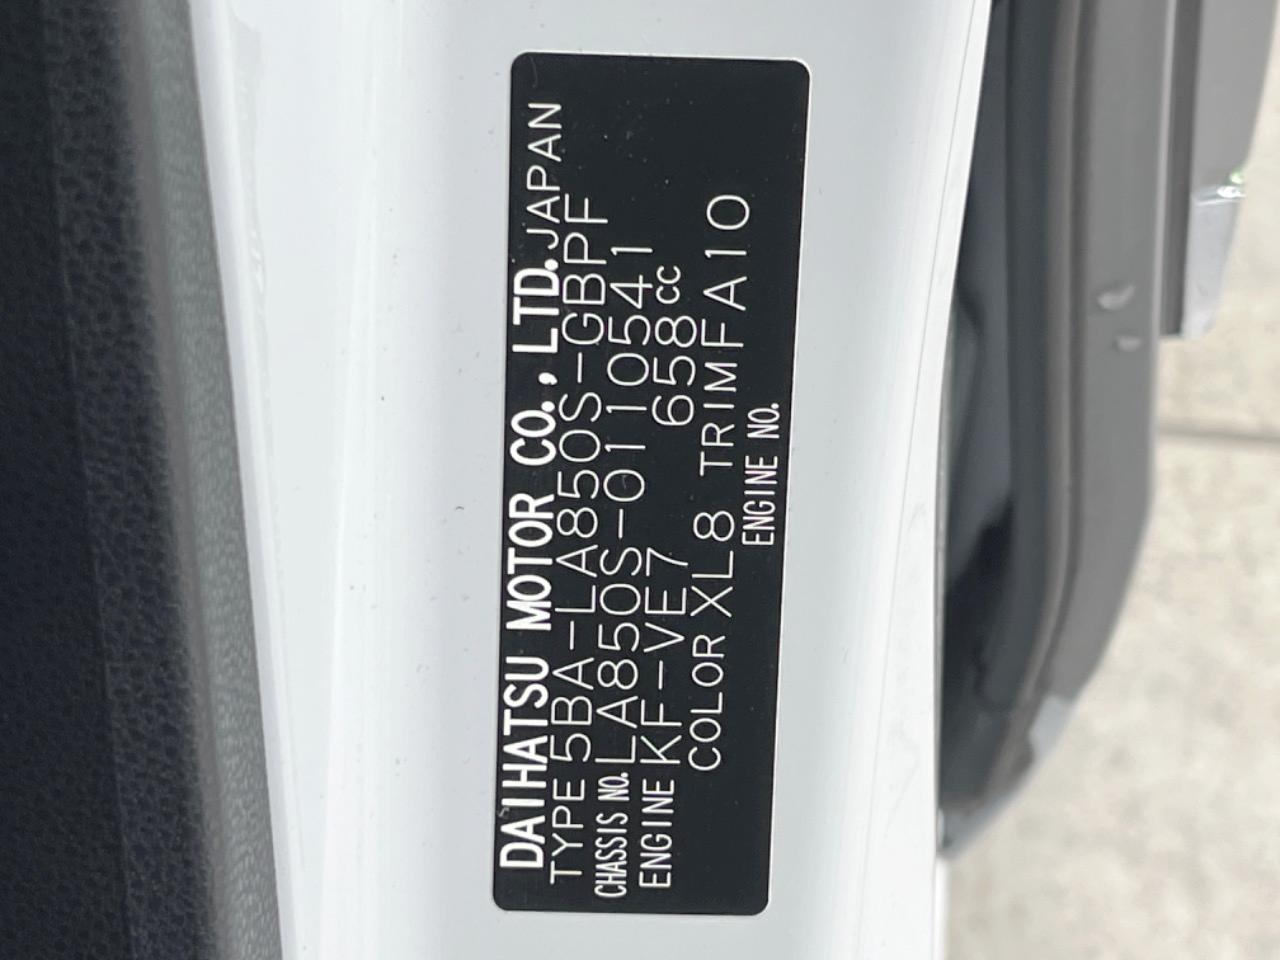 DAIHATSU MOTOR CO., LTD. JAPAN
TYPE 5BA-LA850S-GBPF
CHASSIS NO. LA850S-0110541
ENGINE KF-VE7 658cc
COLOR XL8 TRIM FA10
ENGINE NO.